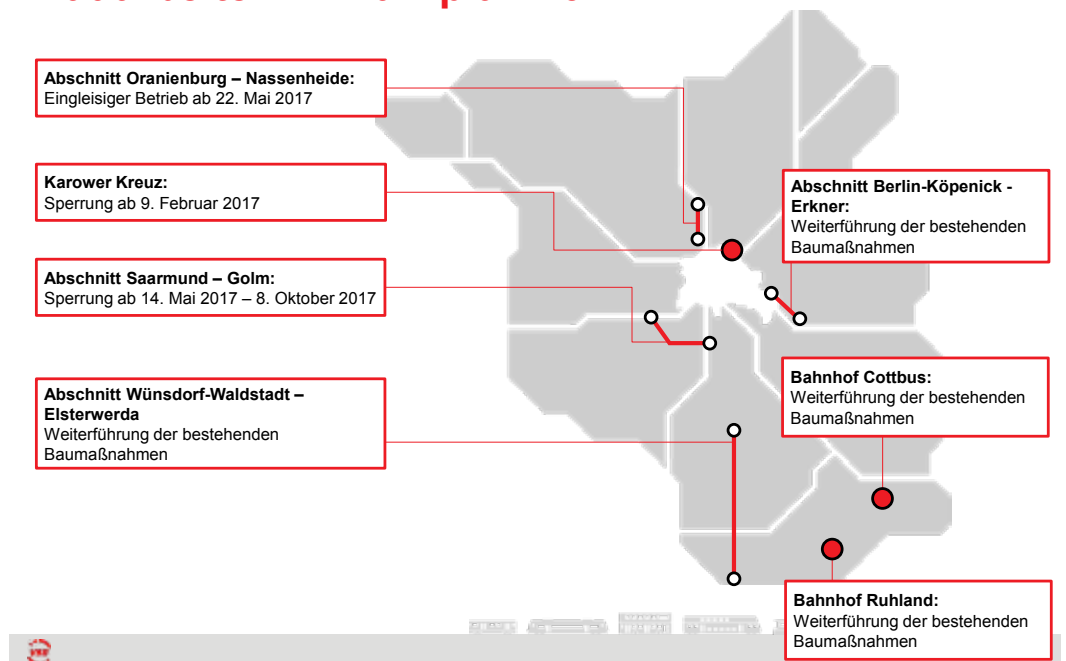 Abschnitt Oranienburg – Nassenheide:
Eingleisiger Betrieb ab 22. Mai 2017
Karower Kreuz:
Sperrung ab 9. Februar 2017
Abschnitt Saarmund – Golm:
Sperrung ab 14. Mai 2017 – 8. Oktober 2017
Abschnitt Wünsdorf-Waldstadt –
Elsterwerda
Weiterführung der bestehenden
Baumaßnahmen
Abschnitt Berlin-Köpenick -
Erkner:
Weiterführung der bestehenden
Baumaßnahmen
Bahnhof Cottbus:
Weiterführung der bestehenden
Baumaßnahmen
Bahnhof Ruhland:
Weiterführung der bestehenden
Baumaßnahmen